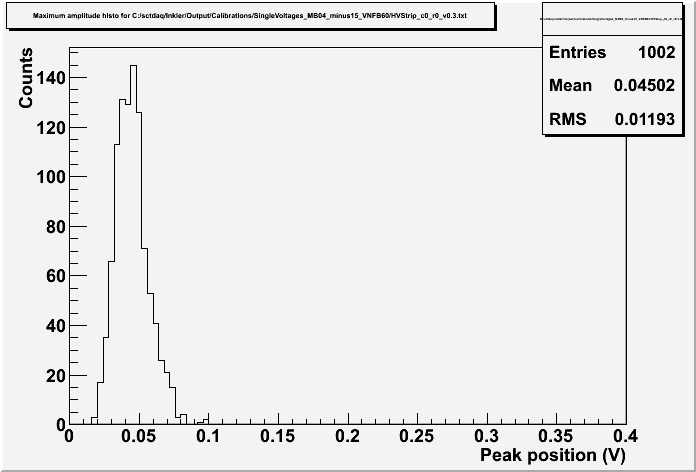 Maximum amplitude histo for C:/sctdaq/Inkler/Output/Calibrations/SingleVoltages_MB04_minus15_VNFB60/HVStrip_c0_r0_v0.3.txt
Entries 1002
Mean 0.04502
RMS 0.01193
Counts
140
120
100
80
60
40
20
0
0 0.05 0.1 0.15 0.2 0.25 0.3 0.35 0.4
Peak position (V)